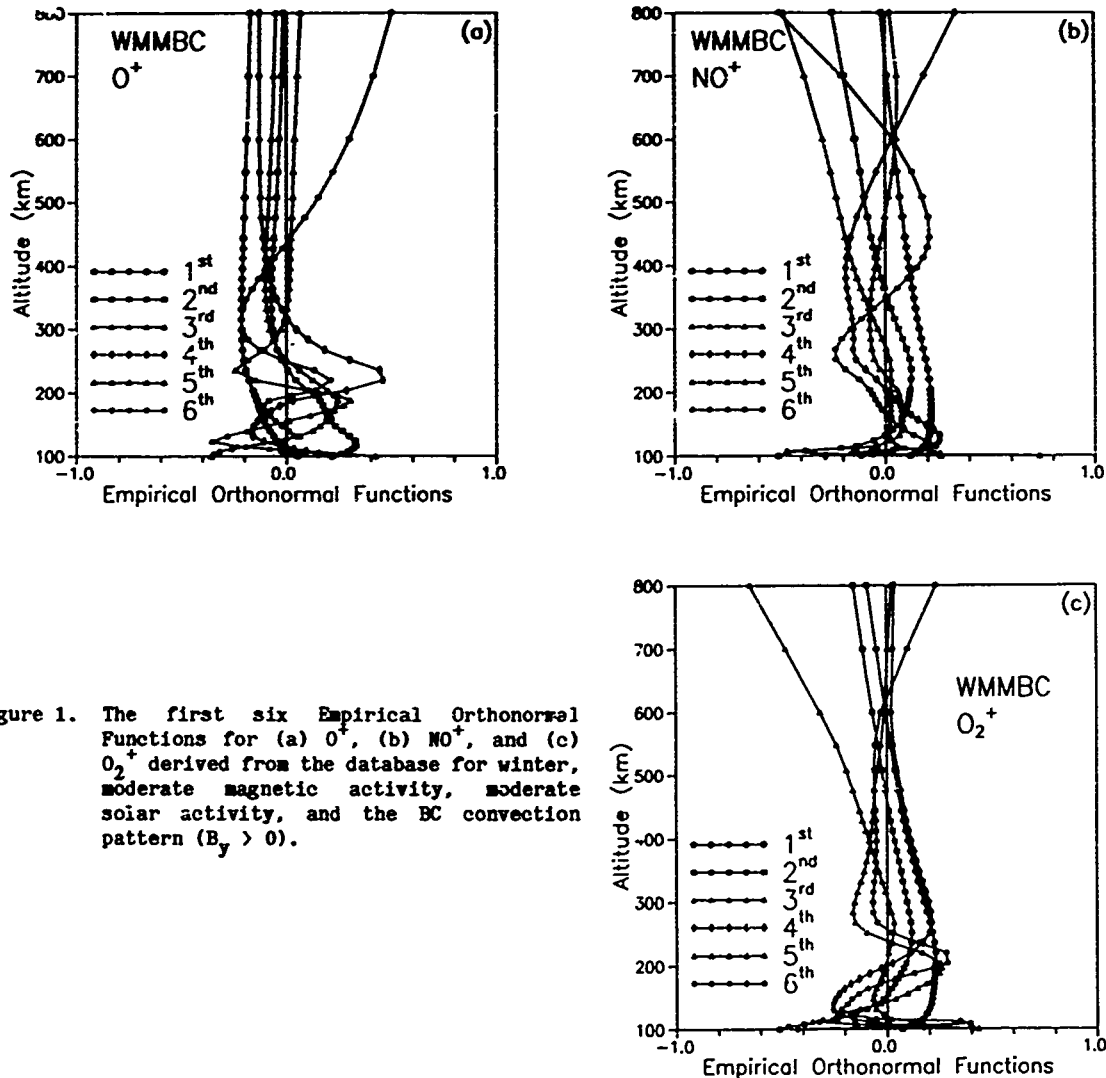 800
700
600
500
400
300
200
100
Altitude (km)
WMMBC
O+
(a)
1st
2nd
3rd
4th
5th
6th
-1.0
0.0
1.0
Empirical Orthonormal Functions
800
700
600
500
400
300
200
100
Altitude (km)
WMMBC
NO+
(b)
1st
2nd
3rd
4th
5th
6th
-1.0
0.0
1.0
Empirical Orthonormal Functions
800
700
600
500
400
300
200
100
Altitude (km)
(c)
WMMBC
O2+
1st
2nd
3rd
4th
5th
6th
-1.0
0.0
1.0
Empirical Orthonormal Functions
gure 1. The first six Empirical Orthonormal
Functions for (a) O+, (b) NO+, and (c)
O2+ derived from the database for winter,
moderate magnetic activity, moderate
solar activity, and the BC convection
pattern (By > 0).